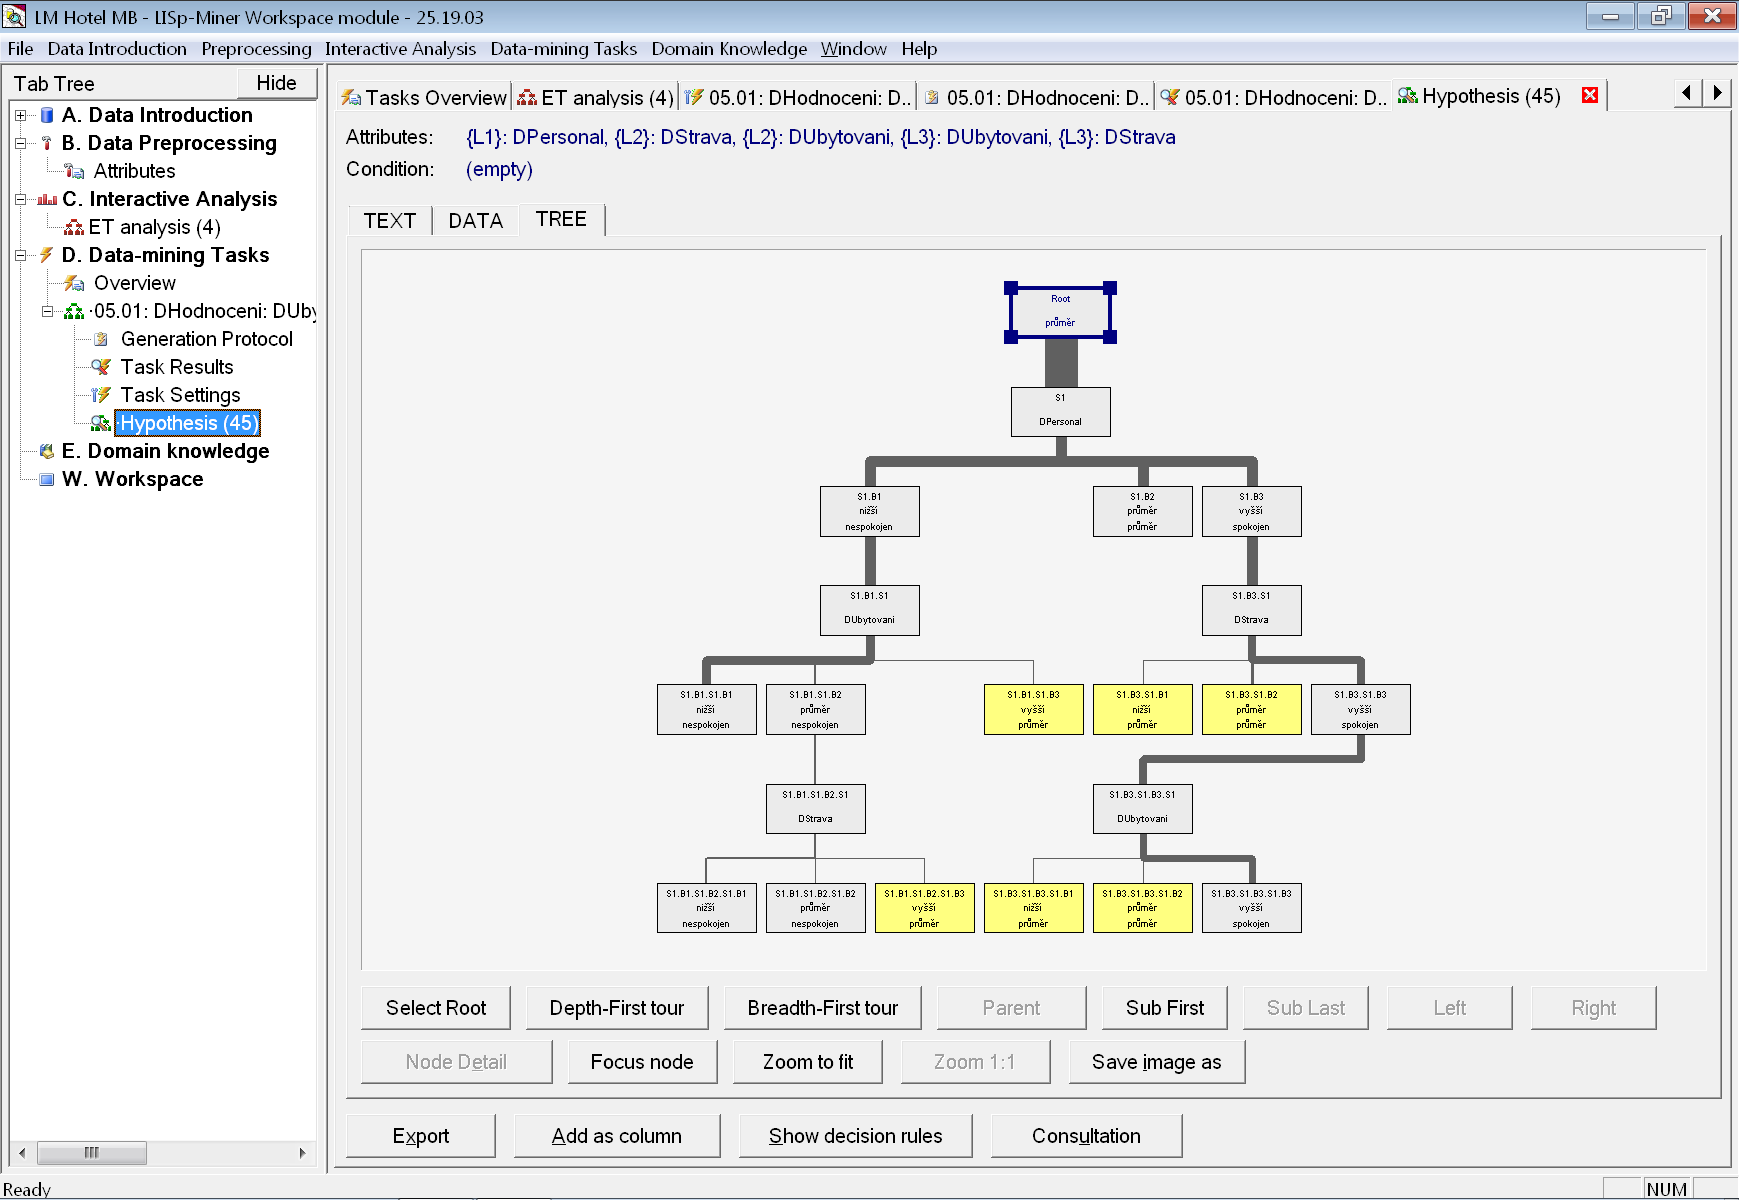 LM Hotel MB - LISp-Miner Workspace module - 25.19.03
File Data Introduction Preprocessing Interactive Analysis Data-mining Tasks Domain Knowledge Window Help
Tab Tree Hide
A. Data Introduction
B. Data Preprocessing
Attributes
C. Interactive Analysis
ET analysis (4)
D. Data-mining Tasks
Overview
·05.01: DHodnoceni: DUby
Generation Protocol
Task Results
Task Settings
Hypothesis (45)
E. Domain knowledge
W. Workspace
Tasks Overview ET analysis (4) 05.01: DHodnoceni: D.. 05.01: DHodnoceni: D.. 05.01: DHodnoceni: D.. Hypothesis (45)
Attributes: {L1}: DPersonal, {L2}: DStrava, {L2}: DUbytovani, {L3}: DUbytovani, {L3}: DStrava
Condition: (empty)
TEXT DATA TREE
Root
průměr
S1
DPersonal
S1.B1 S1.B2 S1.B3
nižší průměr vyšší
nespokojen průměr spokojen
S1.B1.S1 S1.B3.S1
DUbytovani DStrava
S1.B1.S1.B1 S1.B1.S1.B2 S1.B1.S1.B3 S1.B3.S1.B1 S1.B3.S1.B2 S1.B3.S1.B3
nižší průměr vyšší nižší průměr vyšší
nespokojen nespokojen průměr průměr průměr spokojen
S1.B1.S1.B2.S1 S1.B3.S1.B3.S1
DStrava DUbytovani
S1.B1.S1.B2.S1.B1 S1.B1.S1.B2.S1.B2 S1.B1.S1.B2.S1.B3 S1.B3.S1.B3.S1.B1 S1.B3.S1.B3.S1.B2 S1.B3.S1.B3.S1.B3
nižší průměr vyšší nižší průměr vyšší
nespokojen nespokojen průměr průměr průměr spokojen
Select Root Depth-First tour Breadth-First tour Parent Sub First Sub Last Left Right
Node Detail Focus node Zoom to fit Zoom 1:1 Save image as
Export Add as column Show decision rules Consultation
Ready NUM